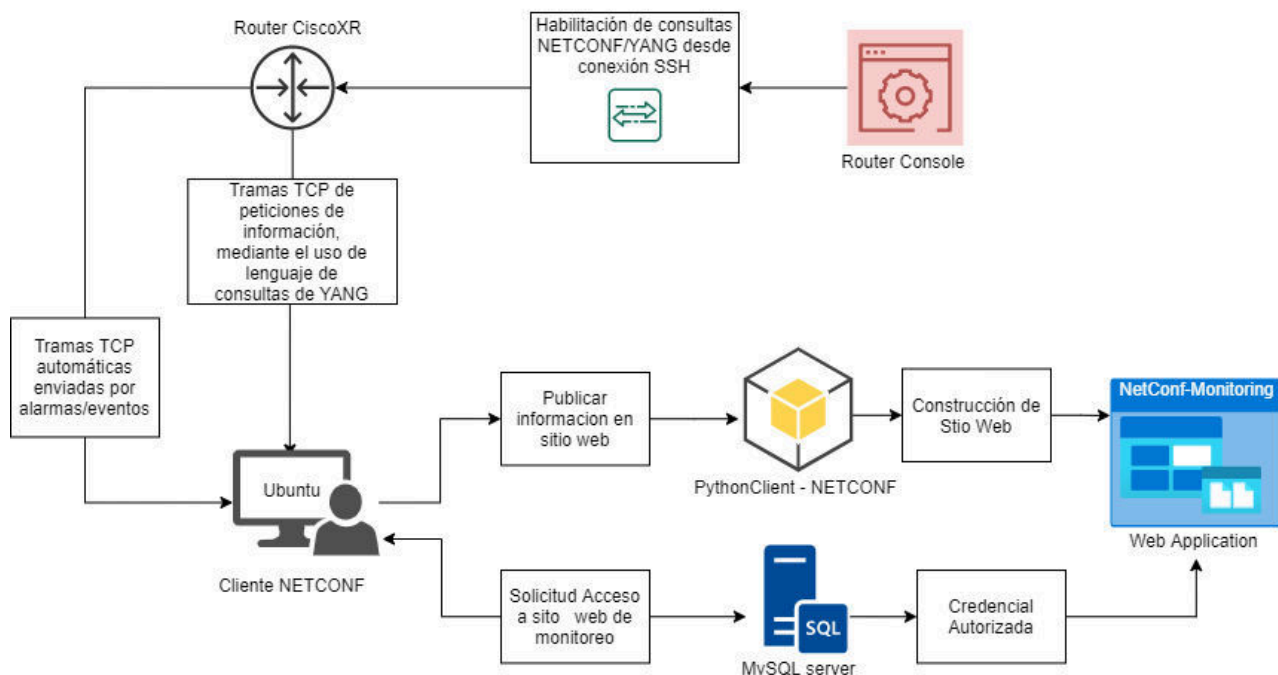 Router CiscoXR
Habilitación de consultas
NETCONF/YANG desde
conexión SSH
Router Console
Tramas TCP de
peticiones de
información,
mediante el uso de
lenguaje de
consultas de YANG
Tramas TCP
automáticas
enviadas por
alarmas/eventos
Ubuntu
Cliente NETCONF
Publicar
informacion en
sitio web
PythonClient - NETCONF
Construcción de
Stio Web
NetConf-Monitoring
Web Application
Solicitud Acceso
a sito web de
monitoreo
SQL
MySQL server
Credencial
Autorizada